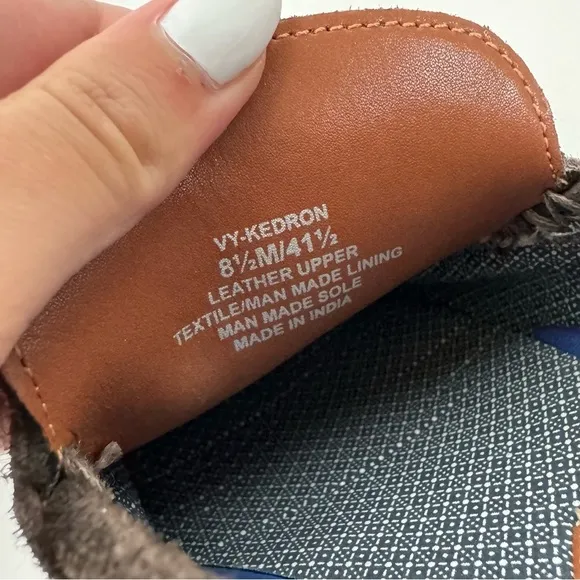 VY-KEDRON
8½M/41½
LEATHER UPPER
TEXTILE/MAN MADE LINING
MAN MADE SOLE
MADE IN INDIA